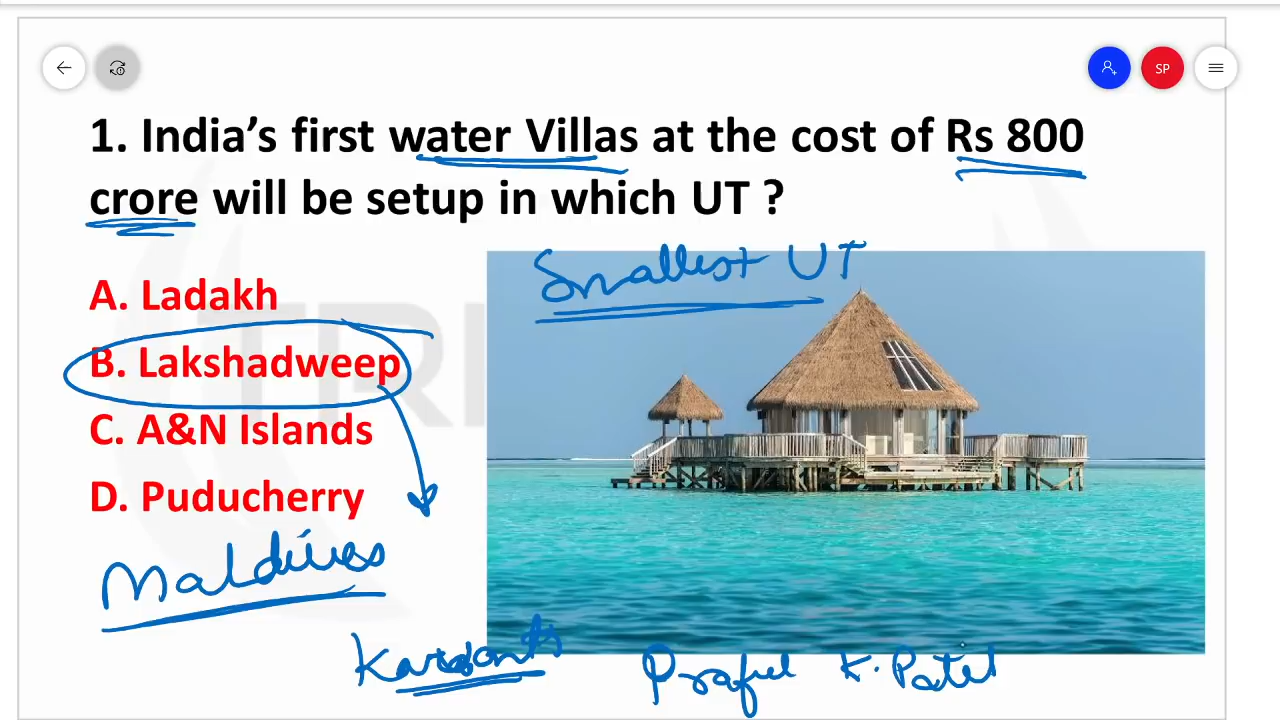 SP
1. India's first water Villas at the cost of Rs 800
crore will be setup in which UT ?
Smallest UT
A. Ladakh
B. Lakshadweep
C. A&N Islands
D. Puducherry
Maldives
Praful K. Patel